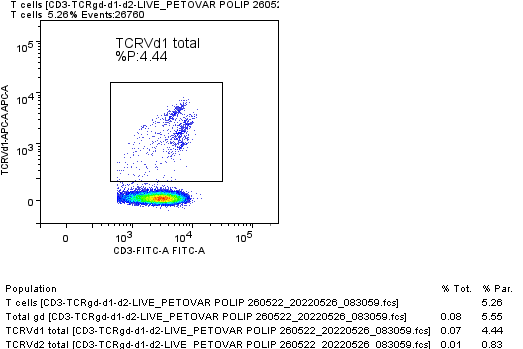 T cells [CD3-TCRgd-d1-d2-LIVE_PETOVAR POLIP 260522
T cells 5.26% Events:26760
TCRVd1 total
%P:4.44
10^5
10^4
10^3
0
TCRVd1-APC-A APC-A
0 10^3 10^4 10^5
CD3-FITC-A FITC-A
Population % Tot. % Par.
T cells [CD3-TCRgd-d1-d2-LIVE_PETOVAR POLIP 260522_20220526_083059.fcs] 5.26
Total gd [CD3-TCRgd-d1-d2-LIVE_PETOVAR POLIP 260522_20220526_083059.fcs] 0.08 5.55
TCRVd1 total [CD3-TCRgd-d1-d2-LIVE_PETOVAR POLIP 260522_20220526_083059.fcs] 0.07 4.44
TCRVd2 total [CD3-TCRgd-d1-d2-LIVE_PETOVAR POLIP 260522_20220526_083059.fcs] 0.01 0.83